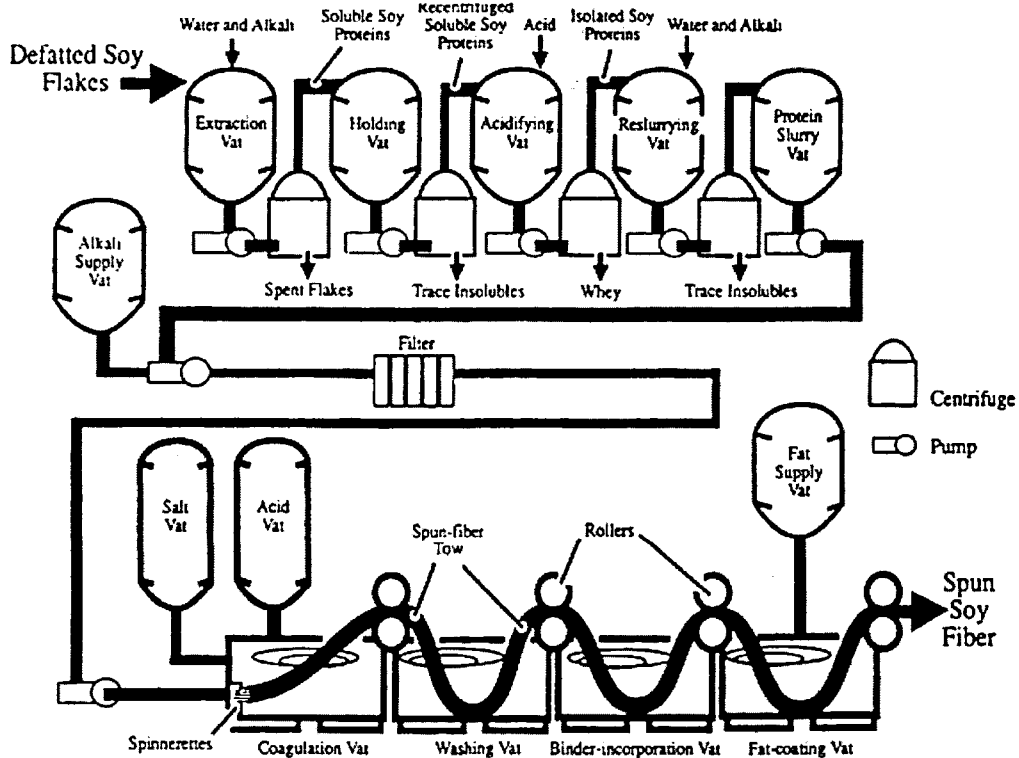 Water and Alkali
Soluble Soy
Proteins
Recentrifuged
Soluble Soy
Proteins
Acid
Isolated Soy
Proteins
Water and Alkali
Defatted Soy
Flakes
Extraction
Vat
Holding
Vat
Acidifying
Vat
Reslurrying
Vat
Protein
Slurry
Vat
Alkali
Supply
Vat
Spent Flakes
Trace Insolubles
Whey
Trace Insolubles
Filter
Centrifuge
Pump
Salt
Vat
Acid
Vat
Fat
Supply
Vat
Spun-fiber
Tow
Rollers
Spun
Soy
Fiber
Spinnerettes
Coagulation Vat
Washing Vat
Binder-incorporation Vat
Fat-coating Vat